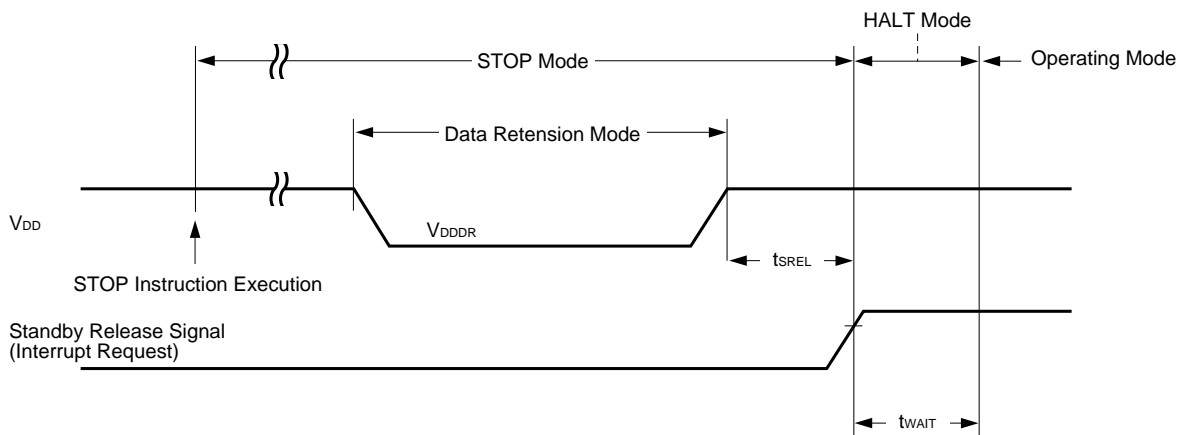 HALT Mode
STOP Mode
Operating Mode
Data Retension Mode
VDD
VDDDR
tSREL
STOP Instruction Execution
Standby Release Signal
(Interrupt Request)
tWAIT